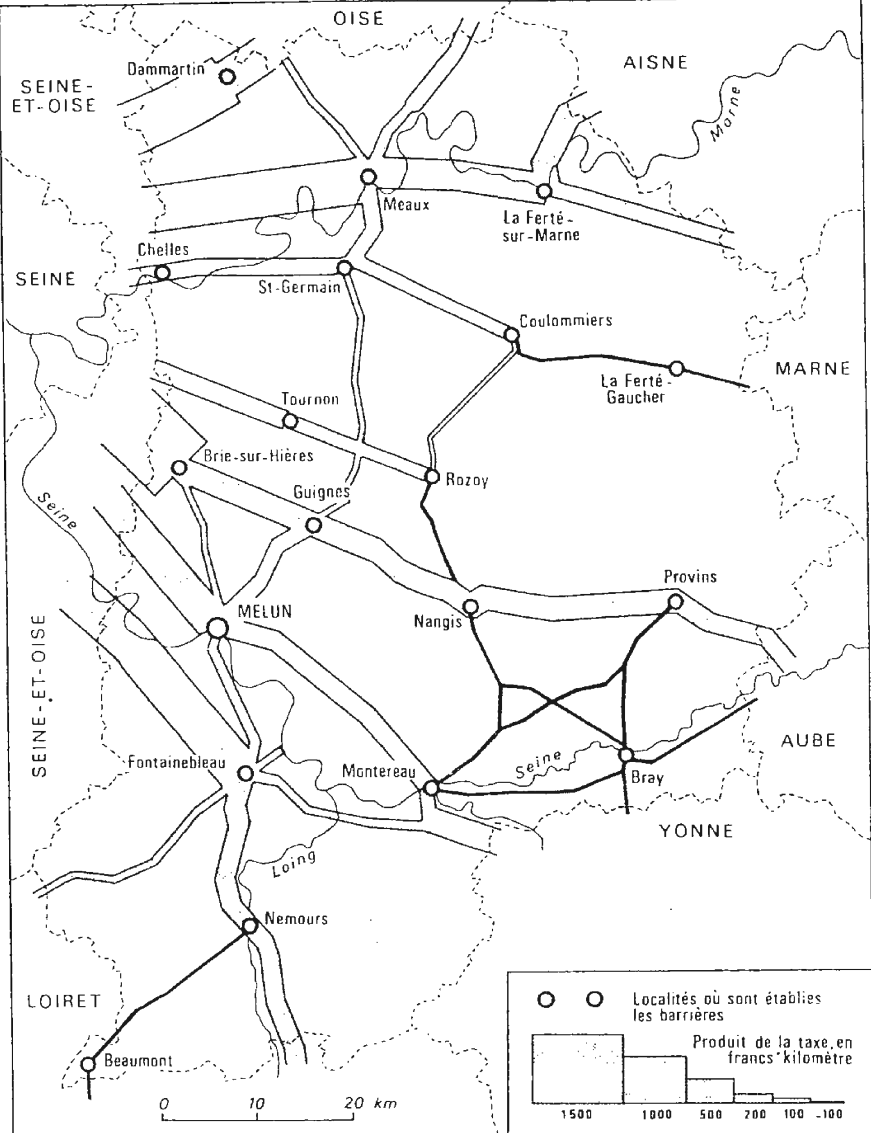 OISE
AISNE
SEINE-
ET-OISE
Dammartin
Marne
Meaux
La Ferté-
sur-Marne
Chelles
SEINE
St-Germain
Coulommiers
MARNE
La Ferté-
Gaucher
Tournon
Brie-sur-Hières
Rozoy
Guignes
Seine
Provins
MELUN
Nangis
SEINE-ET-OISE
AUBE
Fontainebleau
Montereau
Seine
Bray
YONNE
Loing
Nemours
LOIRET
Beaumont
0 10 20 km
Localités où sont établies
les barrières
Produit de la taxe, en
francs*kilomètre
1500 1000 500 200 100 -100